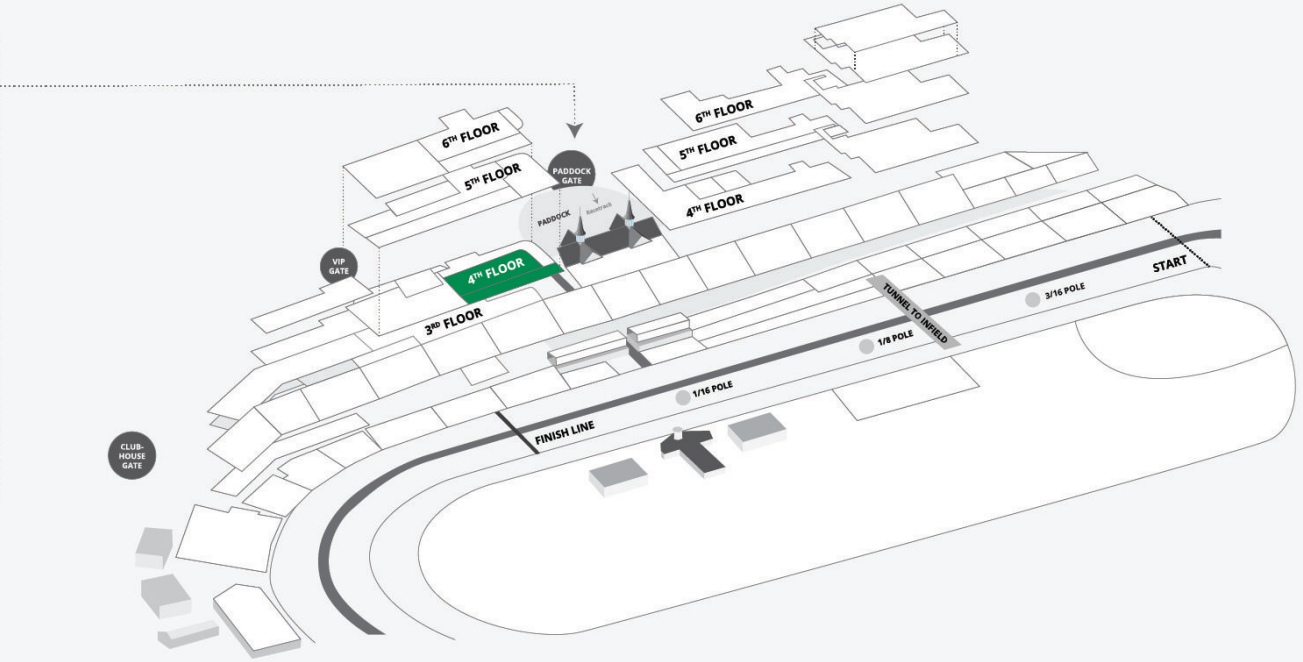 6TH FLOOR
5TH FLOOR
PADDOCK
GATE
PADDOCK
Racetrack
6TH FLOOR
5TH FLOOR
4TH FLOOR
VIP
GATE
4TH FLOOR
3RD FLOOR
START
3/16 POLE
TUNNEL TO INFIELD
1/8 POLE
1/16 POLE
FINISH LINE
CLUB-
HOUSE
GATE